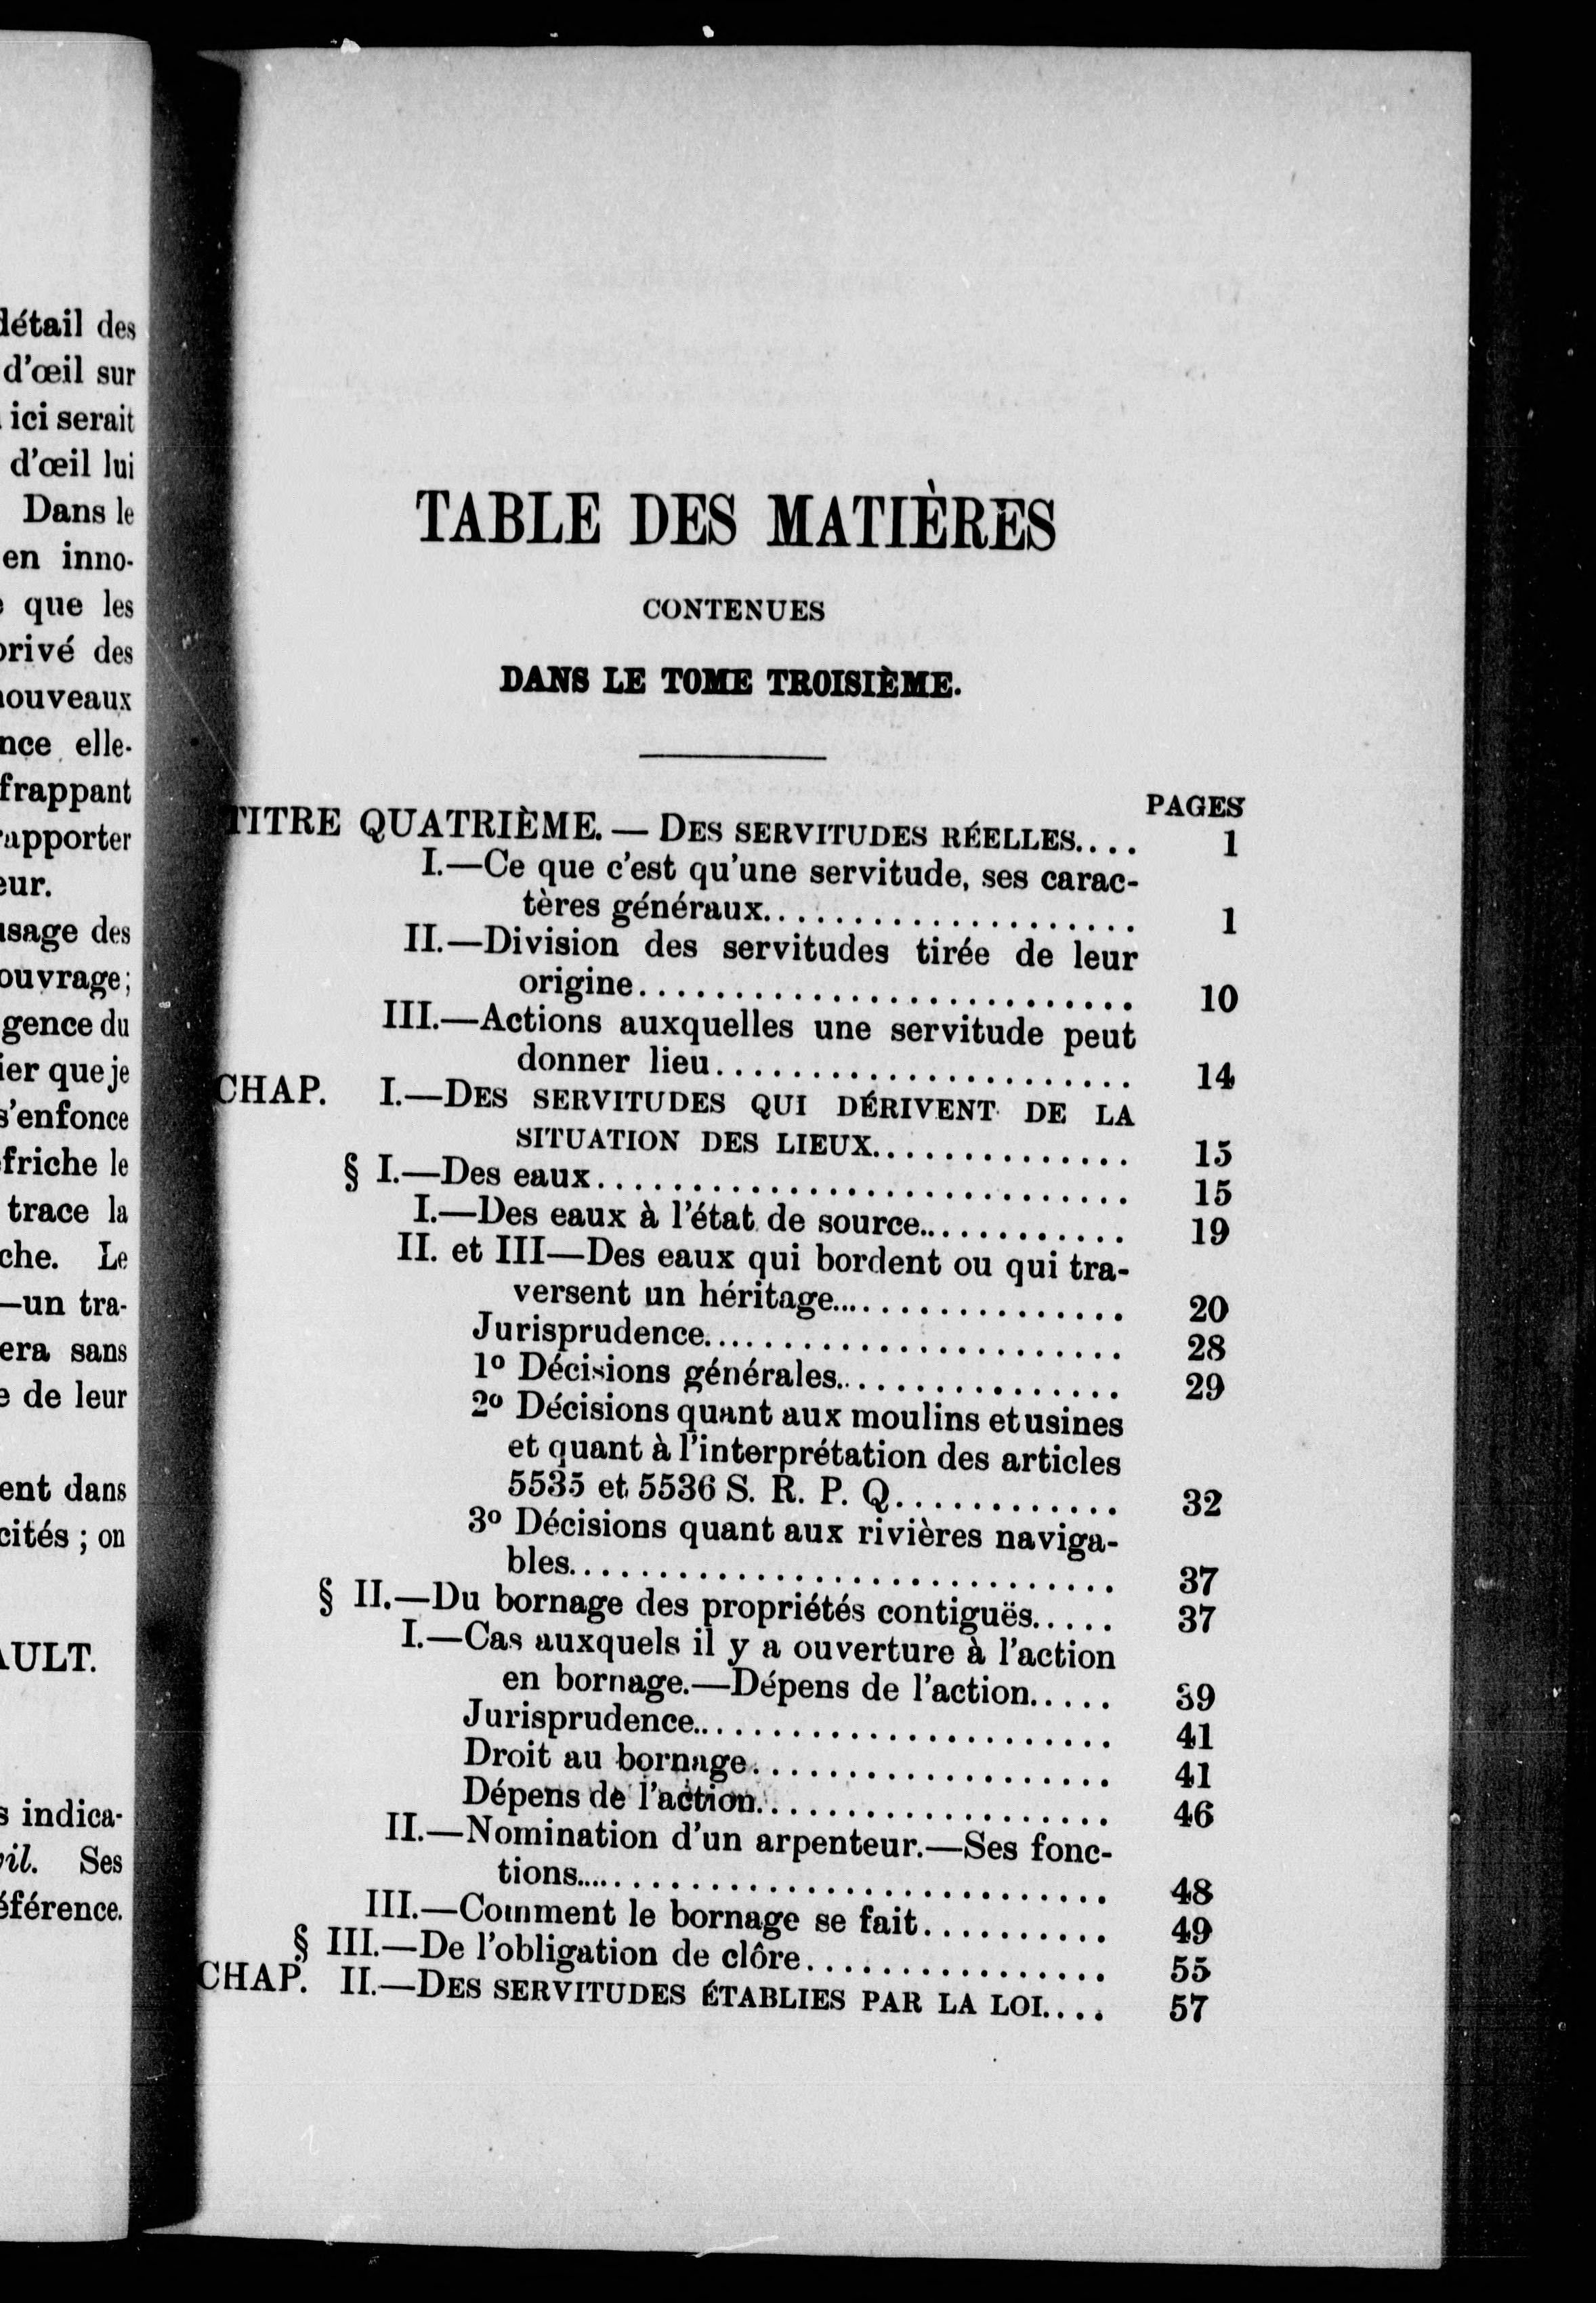 détail des
d'œil sur
ici serait
d'œil lui
Dans le
en inno-
que les
privé des
nouveaux
elle-
frappant
rapporter
usage des
ouvrage;
gence du
ier que je
s'enfonce
friche le
trace la
che. Le
—un tra-
era sans
de leur
ent dans
cités ; on
AULT.
indica-
Ses
éférence.
TABLE DES MATIÈRES
CONTENUES
DANS LE TOME TROISIÈME.
PAGES
TITRE QUATRIÈME. — DES SERVITUDES RÉELLES.... 1
I.—Ce que c'est qu'une servitude, ses carac-
tères généraux.................... 1
II.—Division des servitudes tirée de leur
origine.......................... 10
III.—Actions auxquelles une servitude peut
donner lieu...................... 14
CHAP. I.—DES SERVITUDES QUI DÉRIVENT DE LA
SITUATION DES LIEUX.............. 15
§ I.—Des eaux............................ 15
I.—Des eaux à l'état de source............ 19
II. et III—Des eaux qui bordent ou qui tra-
versent un héritage................. 20
Jurisprudence....................... 28
1º Décisions générales................. 29
2º Décisions quant aux moulins et usines
et quant à l'interprétation des articles
5535 et 5536 S. R. P. Q............ 32
3º Décisions quant aux rivières naviga-
bles............................. 37
§ II.—Du bornage des propriétés contiguës..... 37
I.—Cas auxquels il y a ouverture à l'action
en bornage.—Dépens de l'action..... 39
Jurisprudence....................... 41
Droit au bornage................... 41
Dépens de l'action................... 46
II.—Nomination d'un arpenteur.—Ses fonc-
tions............................. 48
III.—Comment le bornage se fait.......... 49
§ III.—De l'obligation de clôre................ 55
CHAP. II.—DES SERVITUDES ÉTABLIES PAR LA LOI.... 57